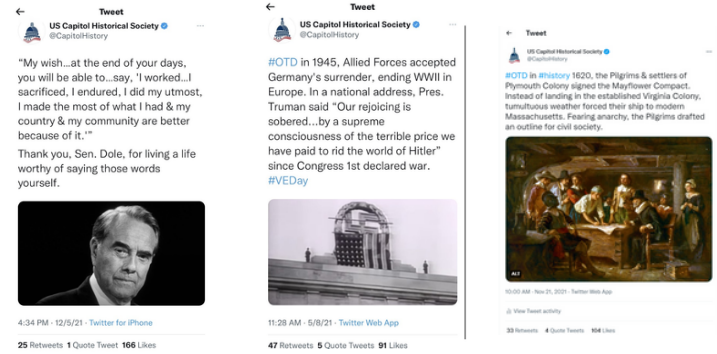 Tweet
US Capitol Historical Society
@CapitolHistory
“My wish...at the end of your days,
you will be able to...say, 'I worked...I
sacrificed, I endured, I did my utmost,
I made the most of what I had & my
country & my community are better
because of it.'”
Thank you, Sen. Dole, for living a life
worthy of saying those words
yourself.
4:34 PM · 12/5/21 · Twitter for iPhone
25 Retweets 1 Quote Tweet 166 Likes
Tweet
US Capitol Historical Society
@CapitolHistory
#OTD in 1945, Allied Forces accepted
Germany's surrender, ending WWII in
Europe. In a national address, Pres.
Truman said “Our rejoicing is
sobered...by a supreme
consciousness of the terrible price we
have paid to rid the world of Hitler”
since Congress 1st declared war.
#VEDay
11:28 AM · 5/8/21 · Twitter Web App
47 Retweets 5 Quote Tweets 91 Likes
Tweet
US Capitol Historical Society
@CapitolHistory
#OTD in #history 1620, the Pilgrims & settlers of
Plymouth Colony signed the Mayflower Compact.
Instead of landing in the established Virginia Colony,
tumultuous weather forced their ship to modern
Massachusetts. Fearing anarchy, the Pilgrims drafted
an outline for civil society.
ALT
10:00 AM · Nov 21, 2021 · Twitter Web App
View Tweet activity
33 Retweets 4 Quote Tweets 104 Likes